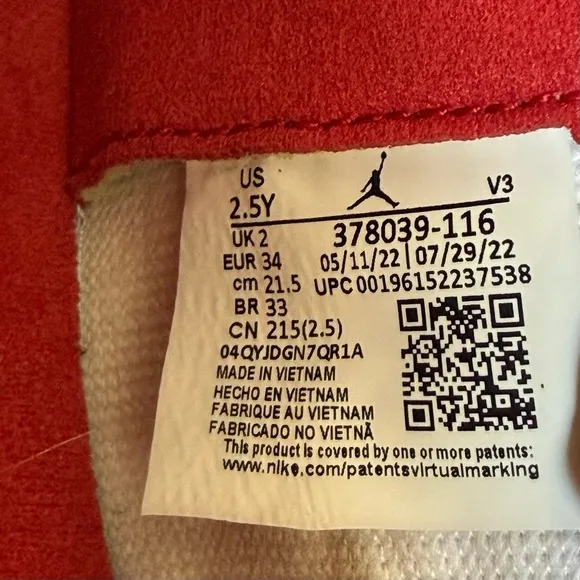 US
2.5Y
V3
UK 2
378039-116
EUR 34
05/11/22 | 07/29/22
cm 21.5
UPC 00196152237538
BR 33
CN 215(2.5)
04QYJDGN7QR1A
MADE IN VIETNAM
HECHO EN VIETNAM
FABRIQUE AU VIETNAM
FABRICADO NO VIETNÃ
This product is covered by one or more patents:
www.nike.com/patentsvirtualmarking